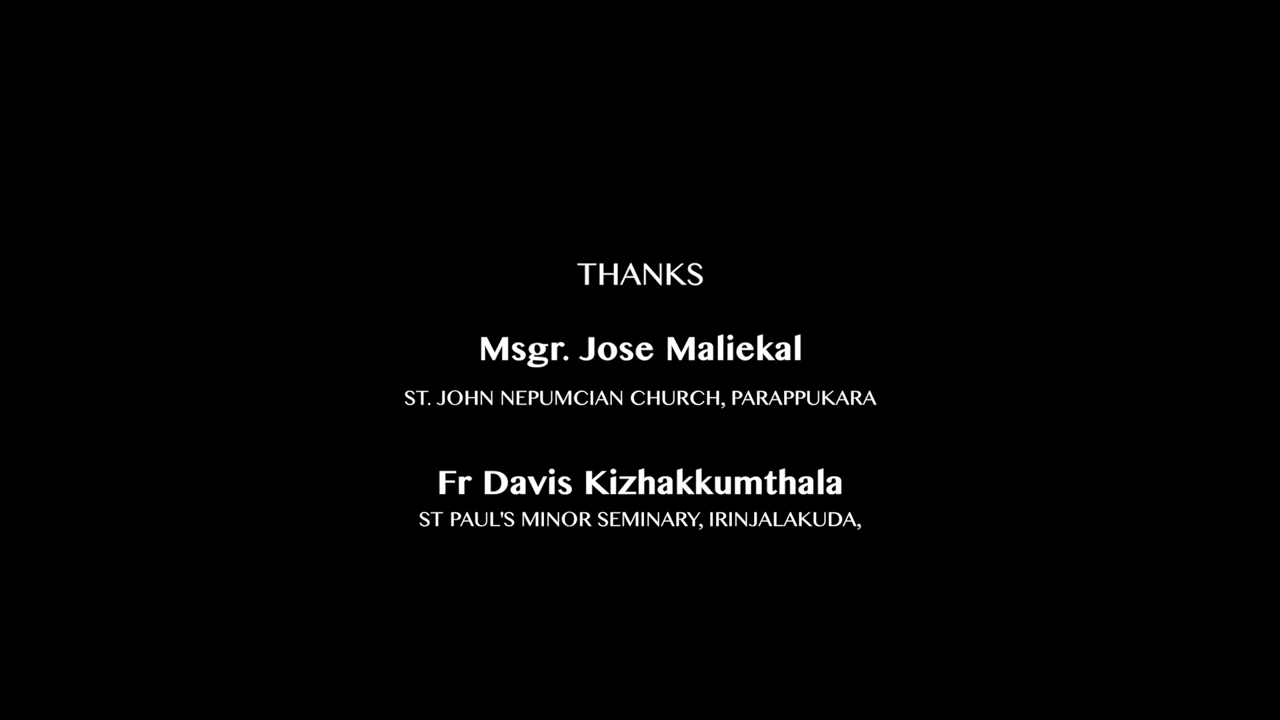 THANKS
Msgr. Jose Maliekal
ST. JOHN NEPUMCIAN CHURCH, PARAPPUKARA
Fr Davis Kizhakkumthala
ST PAUL'S MINOR SEMINARY, IRINJALAKUDA,